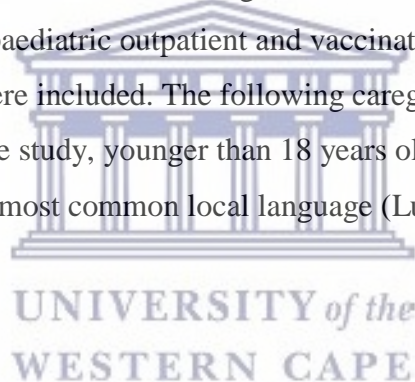 paediatric outpatient and vaccinat
ere included. The following careg
e study, younger than 18 years ol
most common local language (Lu
UNIVERSITY of the
WESTERN CAPE